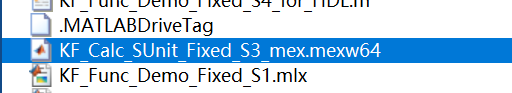 KF_Func_Demo_Fixed_S4_for_HDL.m
.MATLABDriveTag
KF_Calc_SUnit_Fixed_S3_mex.mexw64
KF_Func_Demo_Fixed_S1.mlx